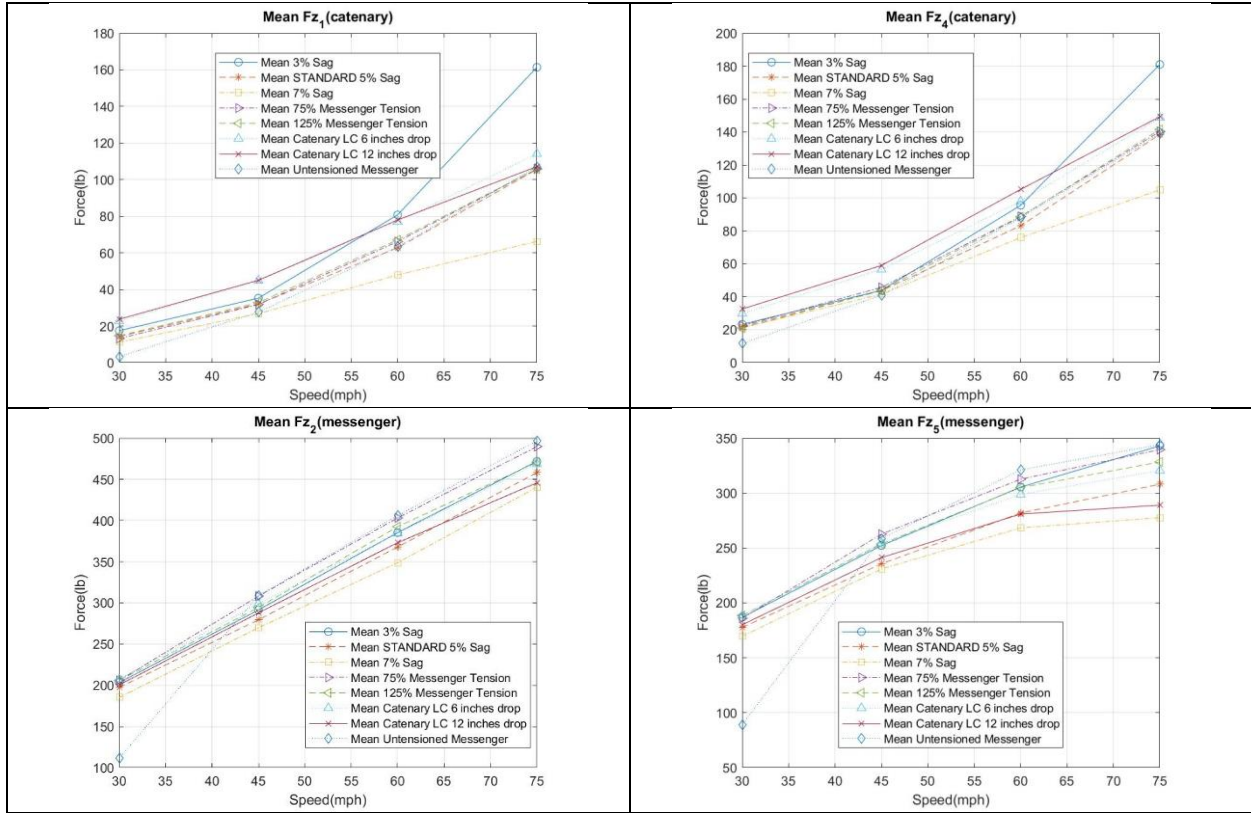 Mean Fz₁(catenary)
Force(lb)
180
160
140
120
100
80
60
40
20
0
Mean 3% Sag
Mean STANDARD 5% Sag
Mean 7% Sag
Mean 75% Messenger Tension
Mean 125% Messenger Tension
Mean Catenary LC 6 inches drop
Mean Catenary LC 12 inches drop
Mean Untensioned Messenger
30 35 40 45 50 55 60 65 70 75
Speed(mph)
Mean Fz₄(catenary)
Force(lb)
200
180
160
140
120
100
80
60
40
20
0
Mean 3% Sag
Mean STANDARD 5% Sag
Mean 7% Sag
Mean 75% Messenger Tension
Mean 125% Messenger Tension
Mean Catenary LC 6 inches drop
Mean Catenary LC 12 inches drop
Mean Untensioned Messenger
30 35 40 45 50 55 60 65 70 75
Speed(mph)
Mean Fz₂(messenger)
Force(lb)
500
450
400
350
300
250
200
150
100
Mean 3% Sag
Mean STANDARD 5% Sag
Mean 7% Sag
Mean 75% Messenger Tension
Mean 125% Messenger Tension
Mean Catenary LC 6 inches drop
Mean Catenary LC 12 inches drop
Mean Untensioned Messenger
30 35 40 45 50 55 60 65 70 75
Speed(mph)
Mean Fz₅(messenger)
Force(lb)
350
300
250
200
150
100
50
Mean 3% Sag
Mean STANDARD 5% Sag
Mean 7% Sag
Mean 75% Messenger Tension
Mean 125% Messenger Tension
Mean Catenary LC 6 inches drop
Mean Catenary LC 12 inches drop
Mean Untensioned Messenger
30 35 40 45 50 55 60 65 70 75
Speed(mph)